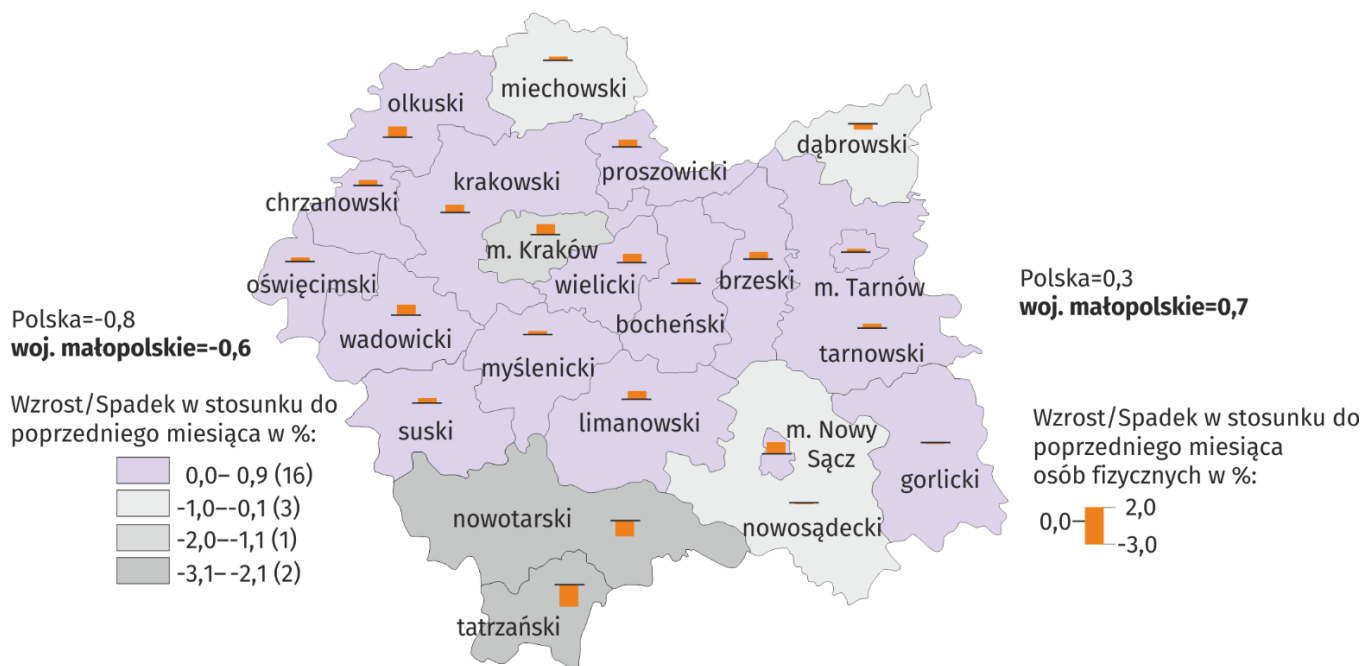 miechowski
olkuski
dąbrowski
proszowicki
krakowski
chrzanowski
m. Kraków
oświęcimski
wielicki
brzeski
m. Tarnów
bocheński
wadowicki
tarnowski
myślenicki
limanowski
suski
m. Nowy
Sącz
gorlicki
nowotarski
nowosądecki
tatrzański
Polska=-0,8
woj. małopolskie=-0,6
Wzrost/Spadek w stosunku do
poprzedniego miesiąca w %:
0,0– 0,9 (16)
-1,0–-0,1 (3)
-2,0–-1,1 (1)
-3,1–-2,1 (2)
Polska=0,3
woj. małopolskie=0,7
Wzrost/Spadek w stosunku do
poprzedniego miesiąca
osób fizycznych w %:
2,0
0,0
-3,0